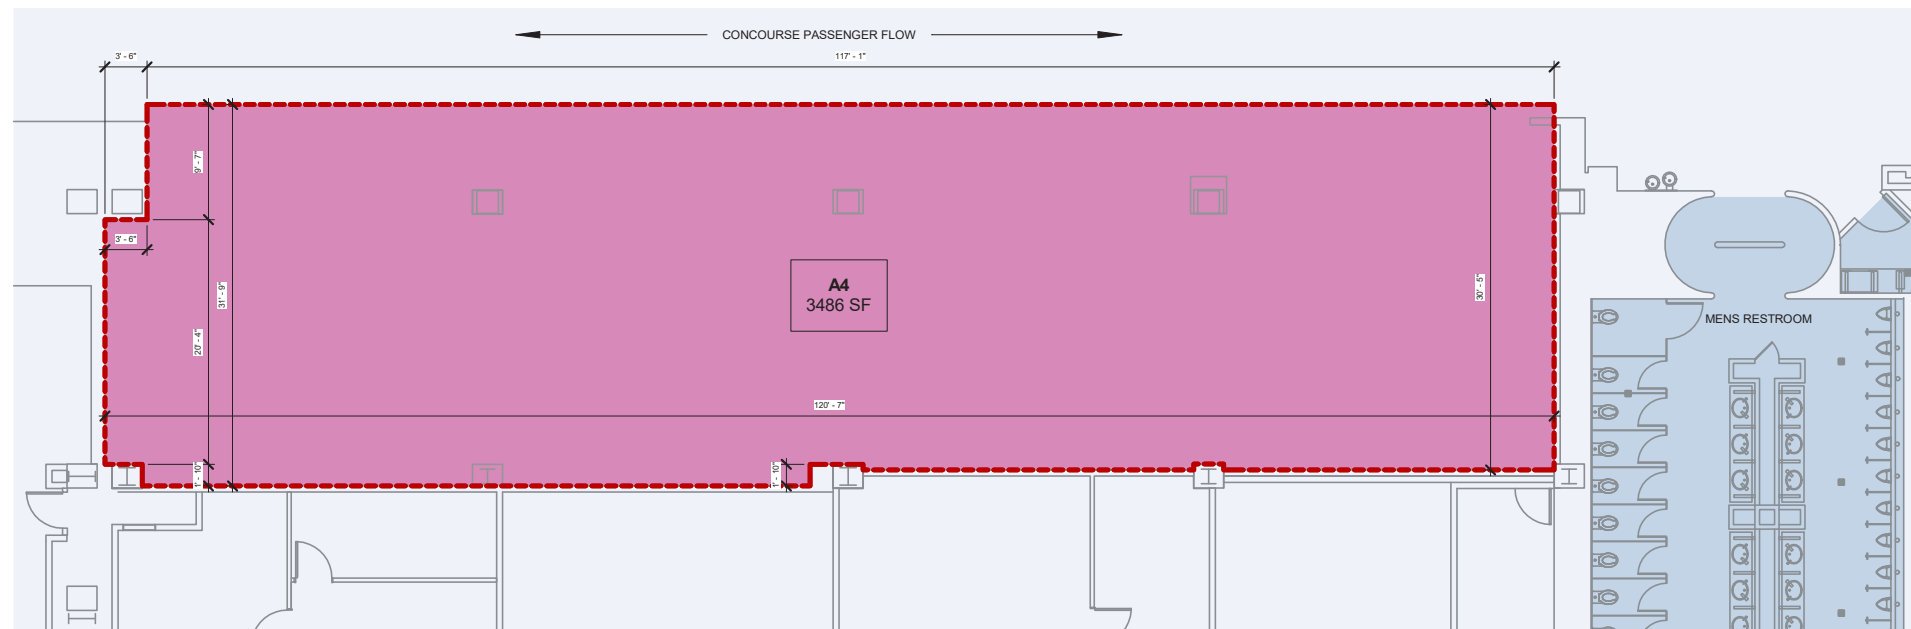 CONCOURSE PASSENGER FLOW
3' - 6"
117' - 1"
9' - 7"
3' - 6"
31' - 9"
30' - 5"
A4
3486 SF
MENS RESTROOM
20' - 4"
120' - 7"
1' - 10"
1' - 10"